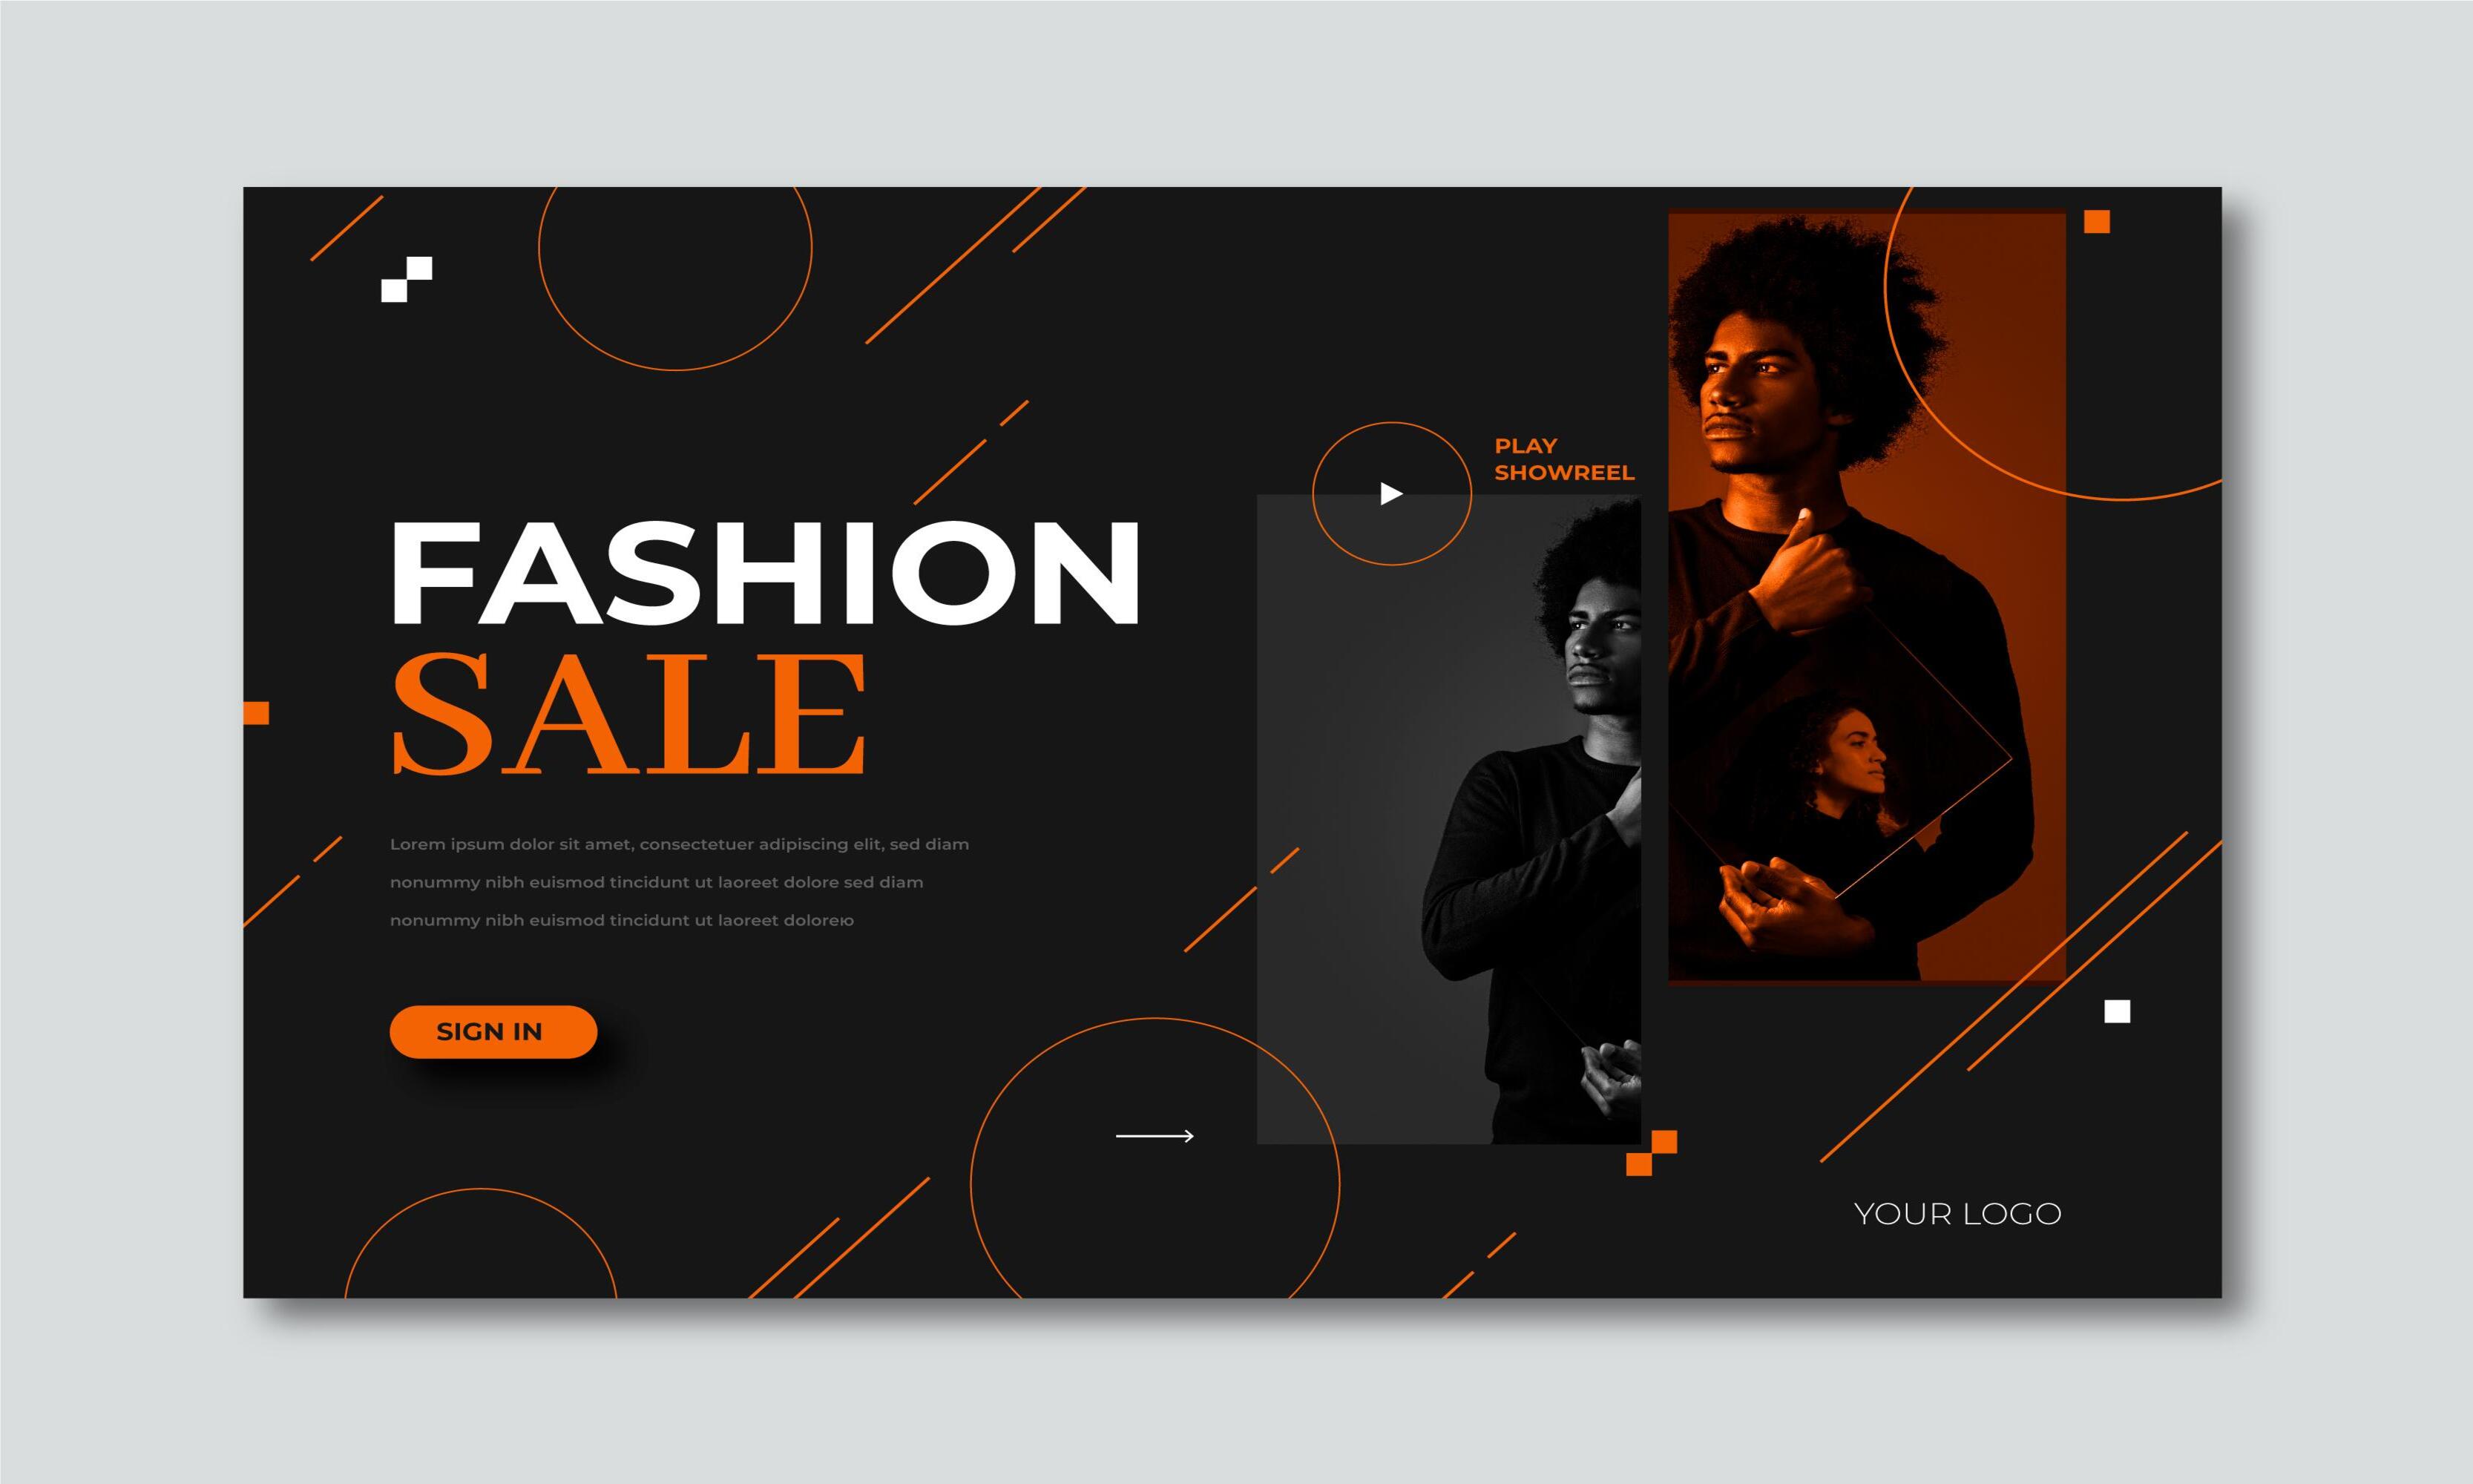 PLAY
SHOWREEL
FASHION
SALE
Lorem ipsum dolor sit amet, consectetuer adipiscing elit, sed diam
nonummy nibh euismod tincidunt ut laoreet dolore sed diam
nonummy nibh euismod tincidunt ut laoreet doloreю
SIGN IN
YOUR LOGO